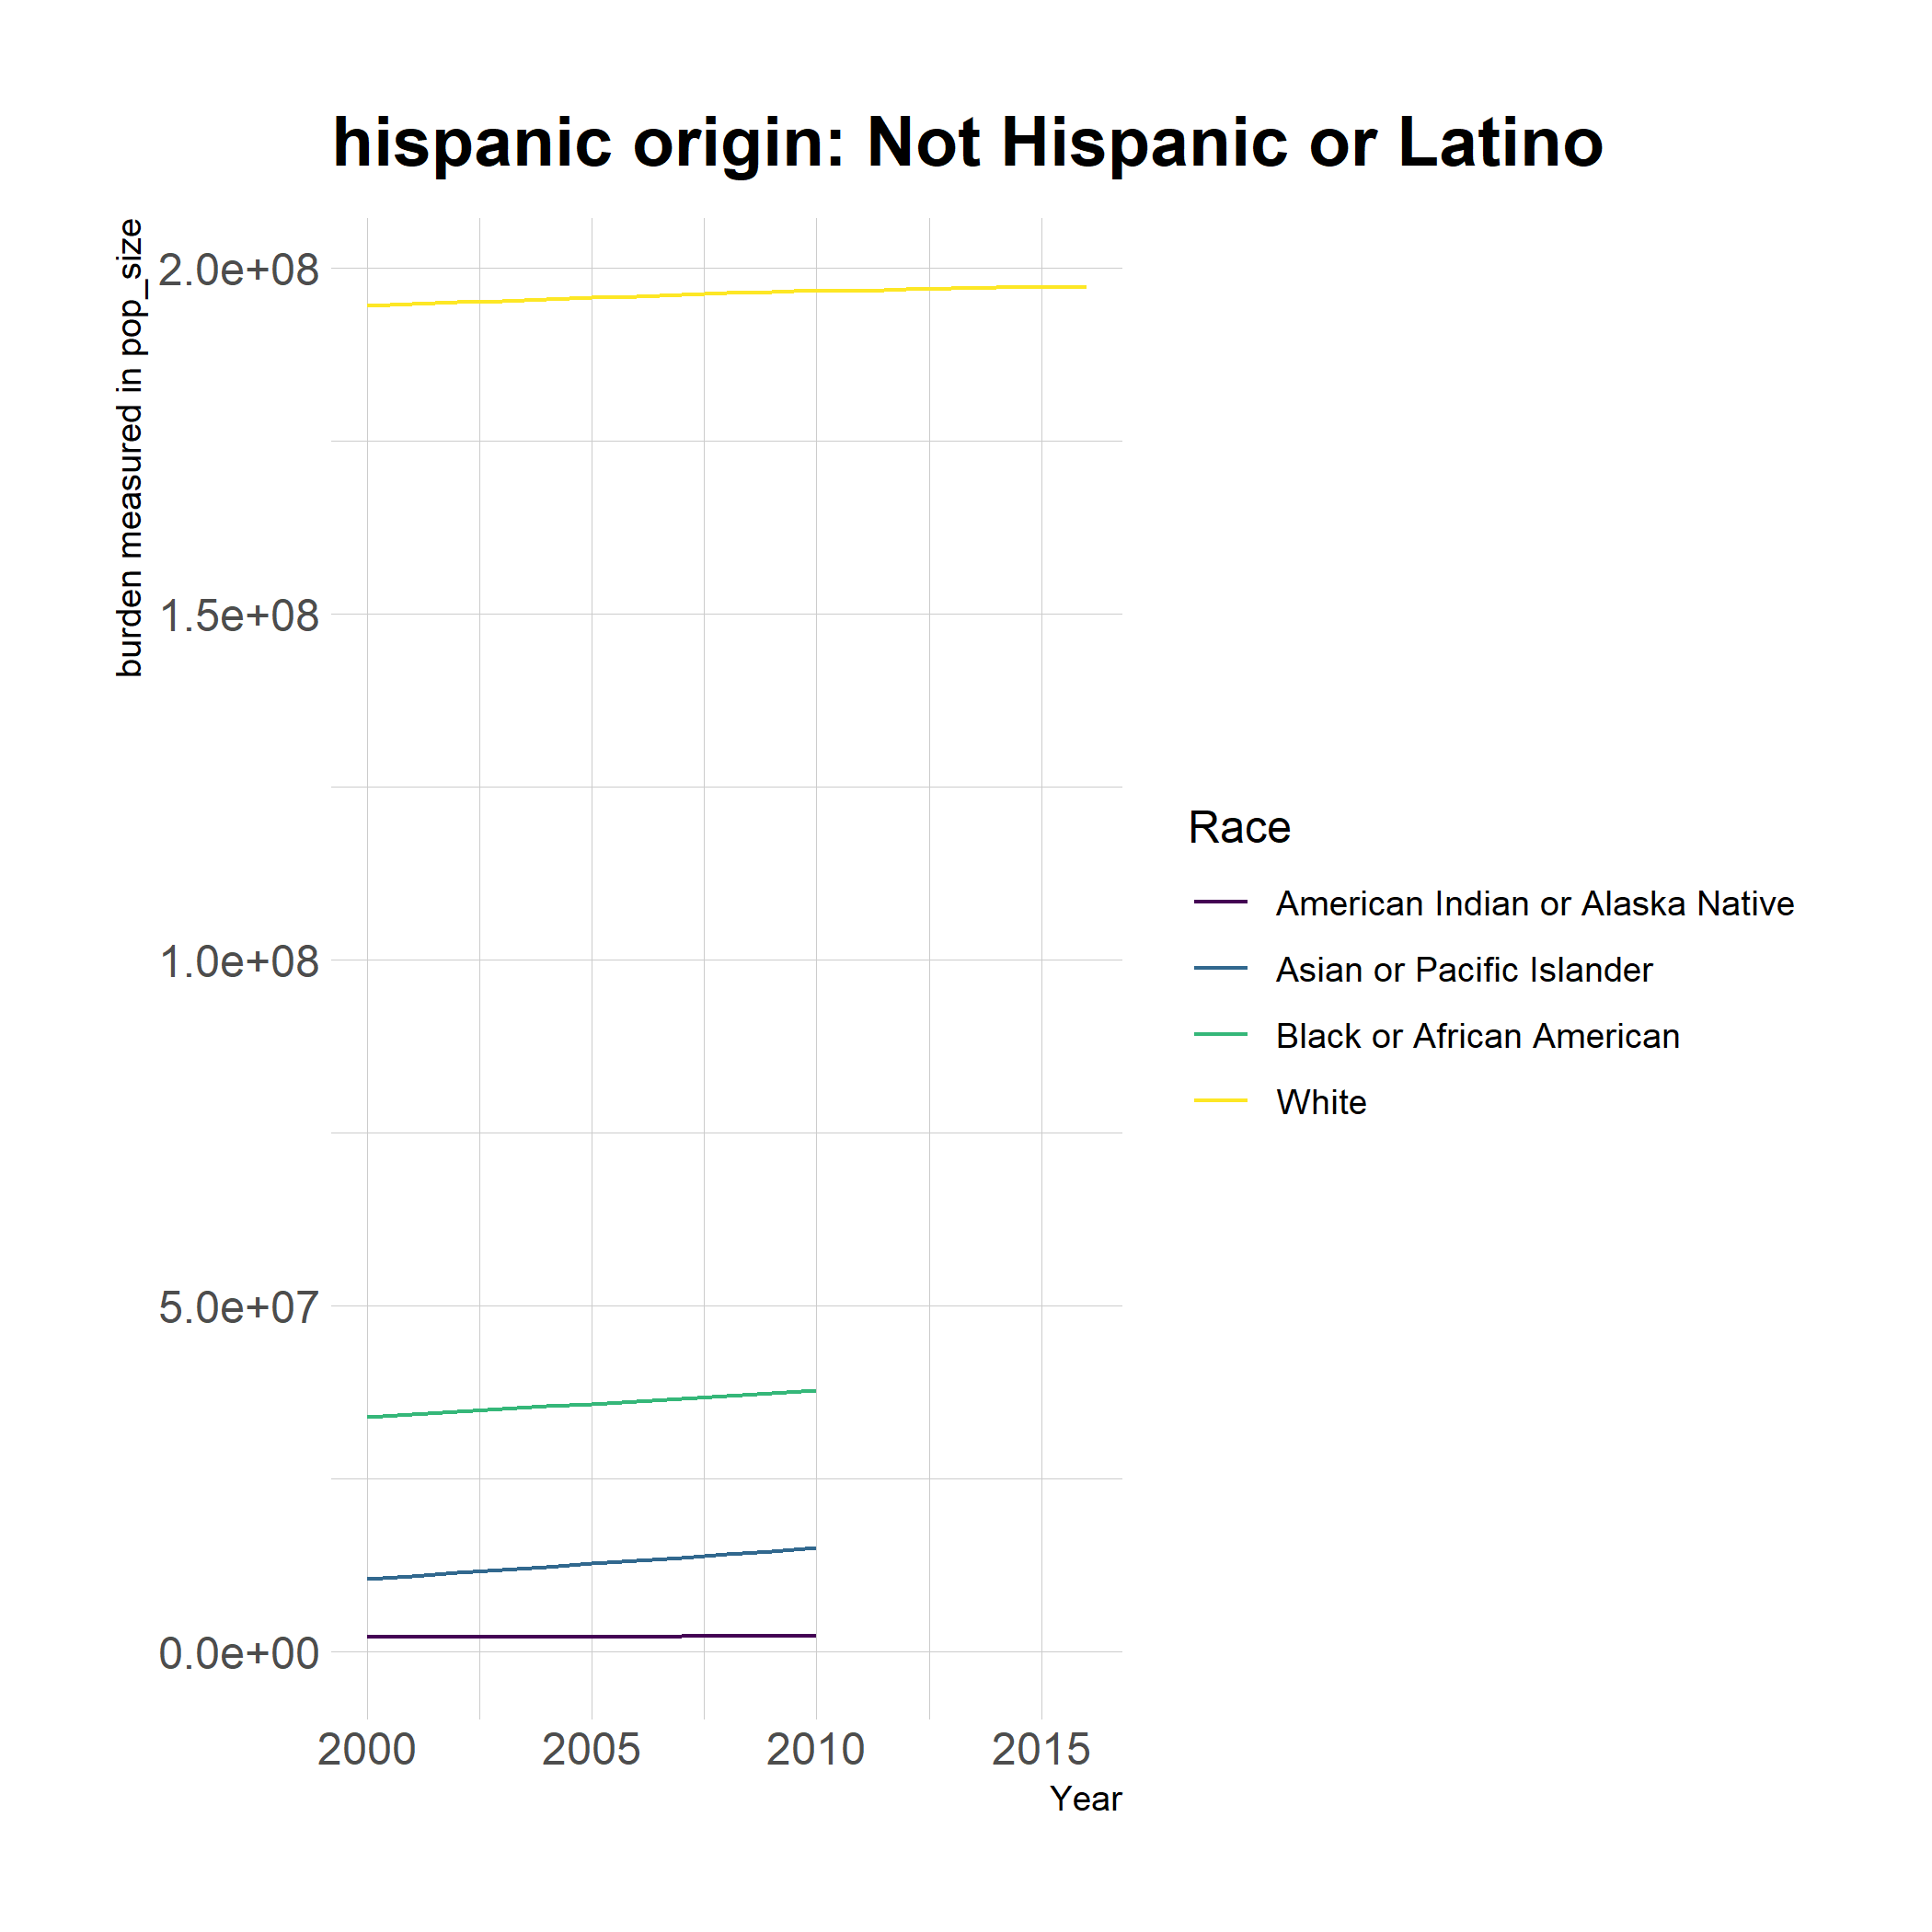 hispanic origin: Not Hispanic or Latino
burden measured in pop_size
2.0e+08
1.5e+08
1.0e+08
5.0e+07
0.0e+00
2000 2005 2010 2015
Year
Race
American Indian or Alaska Native
Asian or Pacific Islander
Black or African American
White